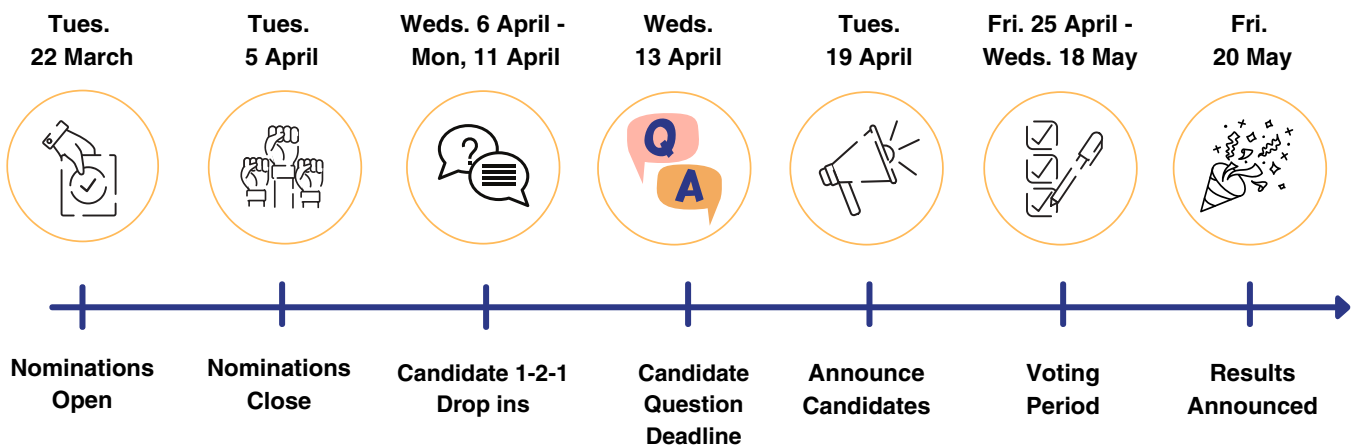 Tues.
22 March
Tues.
5 April
Weds. 6 April -
Mon, 11 April
Weds.
13 April
Tues.
19 April
Fri. 25 April -
Weds. 18 May
Fri.
20 May
?
Q
A
Nominations
Open
Nominations
Close
Candidate 1-2-1
Drop ins
Candidate
Question
Deadline
Announce
Candidates
Voting
Period
Results
Announced